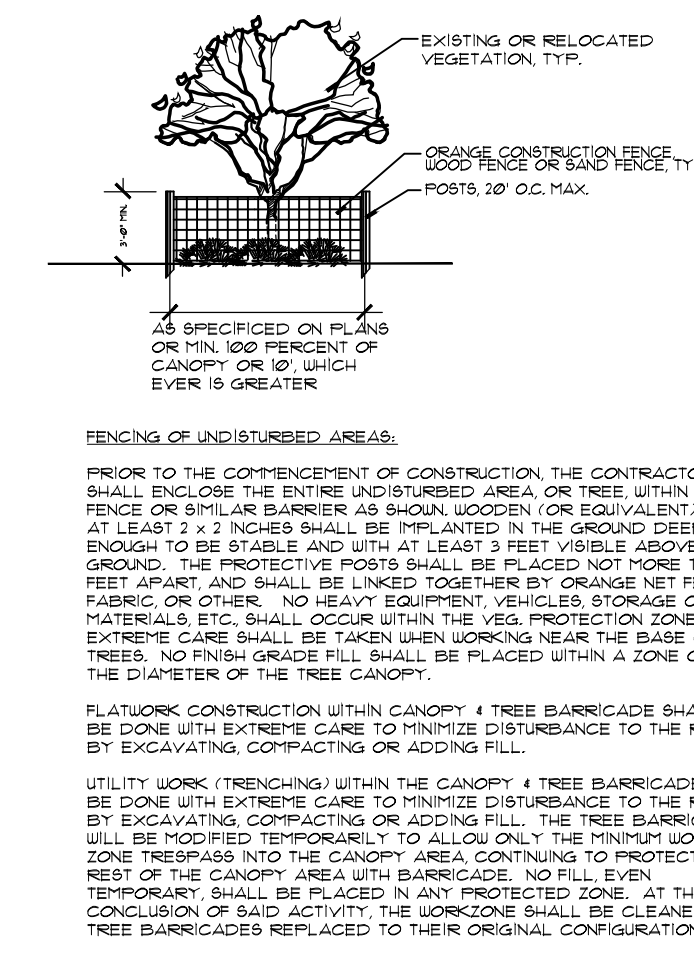 EXISTING OR RELOCATED
VEGETATION, TYP.
ORANGE CONSTRUCTION FENCE,
WOOD FENCE OR SAND FENCE, TY
POSTS, 20' O.C. MAX.
3'-0" MIN.
AS SPECIFICED ON PLANS
OR MIN. 100 PERCENT OF
CANOPY OR 10', WHICH
EVER IS GREATER
FENCING OF UNDISTURBED AREAS:
PRIOR TO THE COMMENCEMENT OF CONSTRUCTION, THE CONTRACTO
SHALL ENCLOSE THE ENTIRE UNDISTURBED AREA, OR TREE, WITHIN
FENCE OR SIMILAR BARRIER AS SHOWN. WOODEN (OR EQUIVALENT)
AT LEAST 2 x 2 INCHES SHALL BE IMPLANTED IN THE GROUND DEE
ENOUGH TO BE STABLE AND WITH AT LEAST 3 FEET VISIBLE ABOVE
GROUND. THE PROTECTIVE POSTS SHALL BE PLACED NOT MORE T
FEET APART, AND SHALL BE LINKED TOGETHER BY ORANGE NET F
FABRIC, OR OTHER. NO HEAVY EQUIPMENT, VEHICLES, STORAGE O
MATERIALS, ETC., SHALL OCCUR WITHIN THE VEG. PROTECTION ZONE
EXTREME CARE SHALL BE TAKEN WHEN WORKING NEAR THE BASE
TREES. NO FINISH GRADE FILL SHALL BE PLACED WITHIN A ZONE O
THE DIAMETER OF THE TREE CANOPY.
FLATWORK CONSTRUCTION WITHIN CANOPY & TREE BARRICADE SHA
BE DONE WITH EXTREME CARE TO MINIMIZE DISTURBANCE TO THE R
BY EXCAVATING, COMPACTING OR ADDING FILL.
UTILITY WORK (TRENCHING) WITHIN THE CANOPY & TREE BARRICADE
BE DONE WITH EXTREME CARE TO MINIMIZE DISTURBANCE TO THE R
BY EXCAVATING, COMPACTING OR ADDING FILL. THE TREE BARRIC
WILL BE MODIFIED TEMPORARILY TO ALLOW ONLY THE MINIMUM WO
ZONE TRESPASS INTO THE CANOPY AREA, CONTINUING TO PROTECT
REST OF THE CANOPY AREA WITH BARRICADE. NO FILL, EVEN
TEMPORARY, SHALL BE PLACED IN ANY PROTECTED ZONE. AT TH
CONCLUSION OF SAID ACTIVITY, THE WORKZONE SHALL BE CLEANE
TREE BARRICADES REPLACED TO THEIR ORIGINAL CONFIGURATION